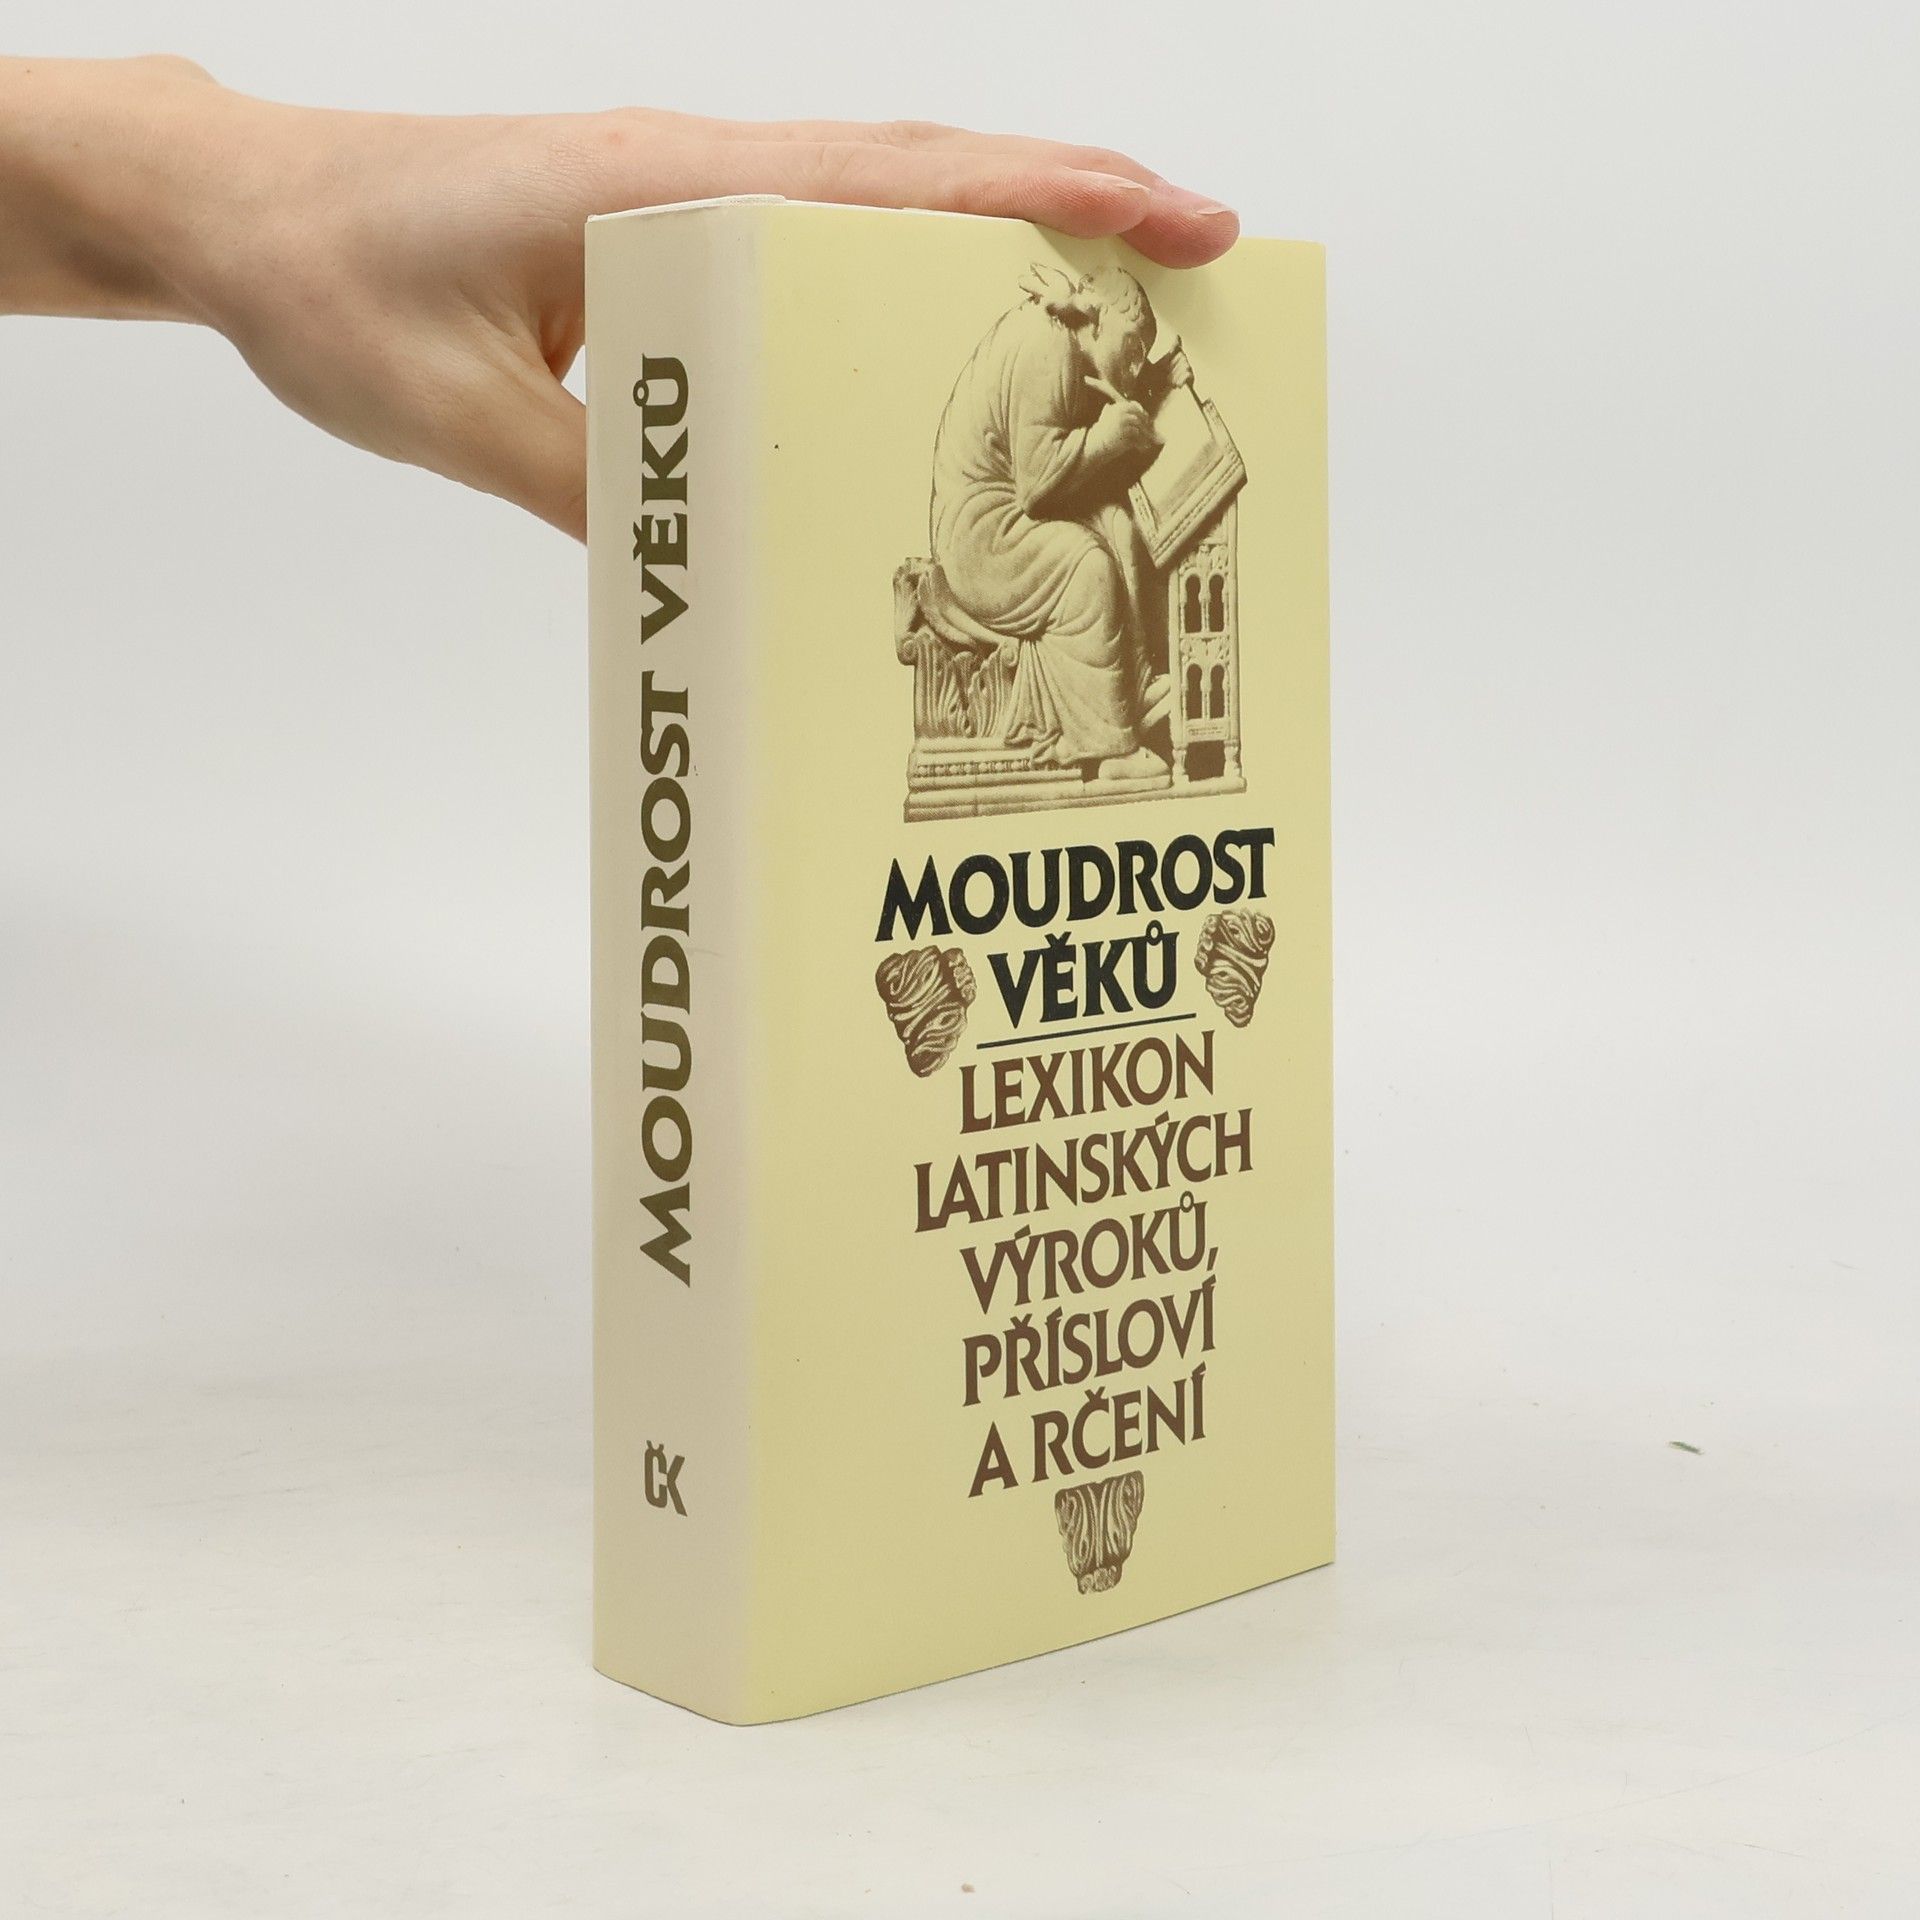 MOUDROST VĚKŮ
ČK
MOUDROST
VĚKŮ
LEXIKON
LATINSKÝCH
VÝROKŮ,
PŘÍSLOVÍ
A RČENÍ